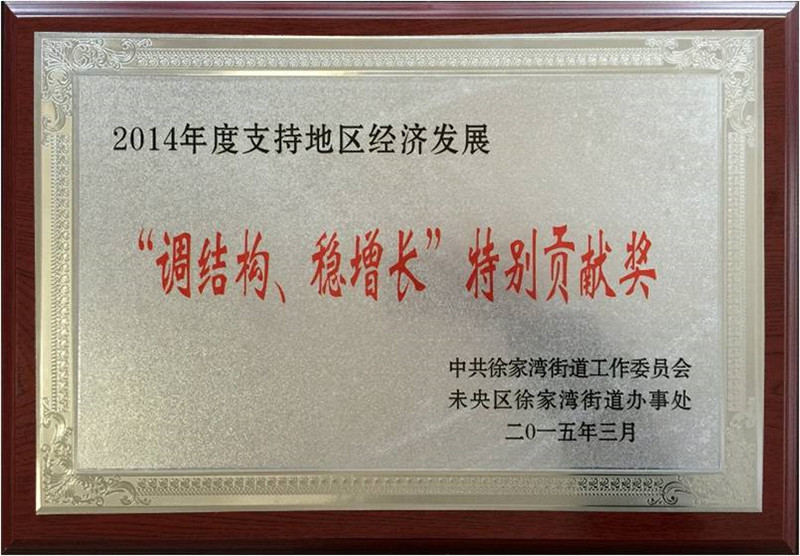 2014年度支持地区经济发展
“调结构、稳增长”特别贡献奖
中共徐家湾街道工作委员会
未央区徐家湾街道办事处
二0一五年三月